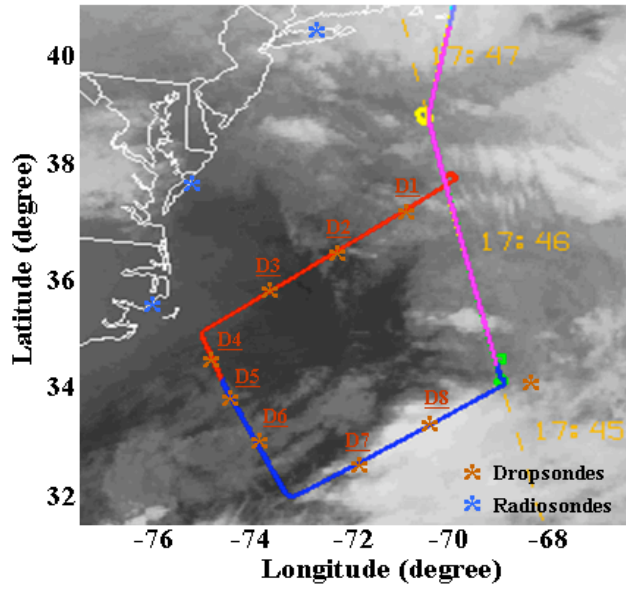 40
17:47
38
D1
D2
17:46
36
D3
D4
34
D5
D8
D6
17:45
D7
32
Dropsondes
Radiosondes
-76
-74
-72
-70
-68
Latitude (degree)
Longitude (degree)